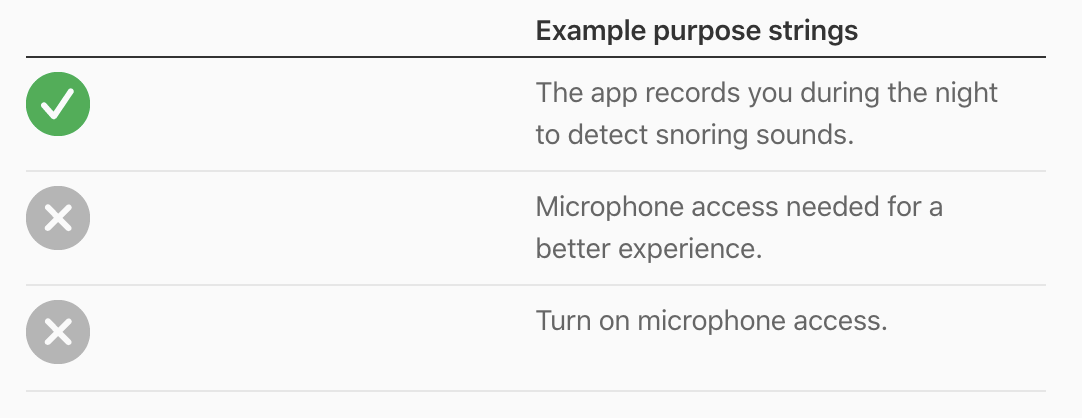 Example purpose strings
The app records you during the night
to detect snoring sounds.
Microphone access needed for a
better experience.
Turn on microphone access.